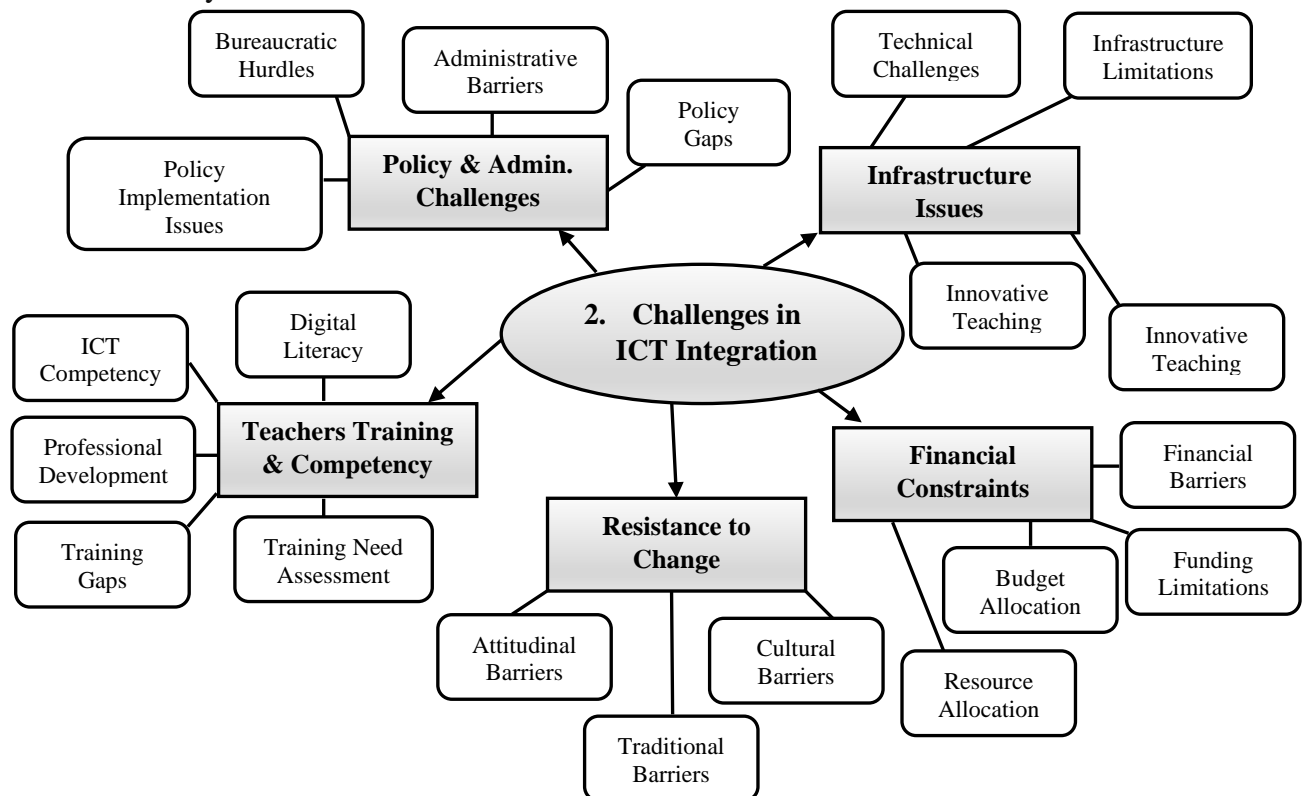 Bureaucratic
Hurdles
Administrative
Barriers
Policy
Gaps
Policy
Implementation
Issues
Policy & Admin.
Challenges
Technical
Challenges
Infrastructure
Limitations
Infrastructure
Issues
Innovative
Teaching
Innovative
Teaching
2. Challenges in
ICT Integration
ICT
Competency
Digital
Literacy
Professional
Development
Teachers Training
& Competency
Training
Gaps
Training Need
Assessment
Resistance to
Change
Attitudinal
Barriers
Traditional
Barriers
Cultural
Barriers
Financial
Constraints
Financial
Barriers
Funding
Limitations
Budget
Allocation
Resource
Allocation